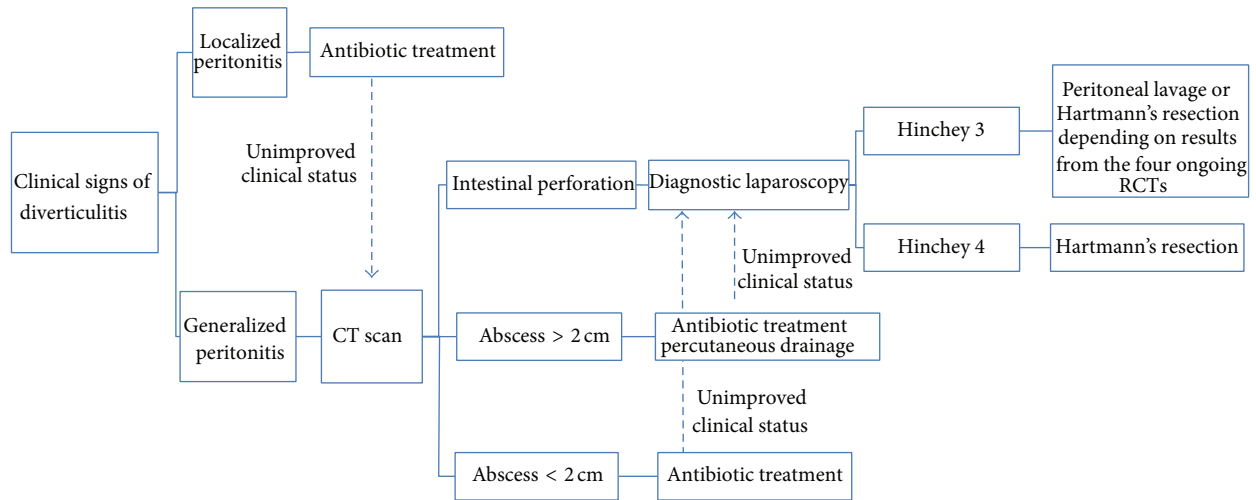 Localized
peritonitis
Antibiotic treatment
Unimproved
clinical status
Clinical signs of
diverticulitis
Generalized
peritonitis
CT scan
Intestinal perforation
Diagnostic laparoscopy
Hinchey 3
Peritoneal lavage or
Hartmann's resection
depending on results
from the four ongoing
RCTs
Hinchey 4
Hartmann's resection
Unimproved
clinical status
Abscess > 2 cm
Antibiotic treatment
percutaneous drainage
Unimproved
clinical status
Abscess < 2 cm
Antibiotic treatment